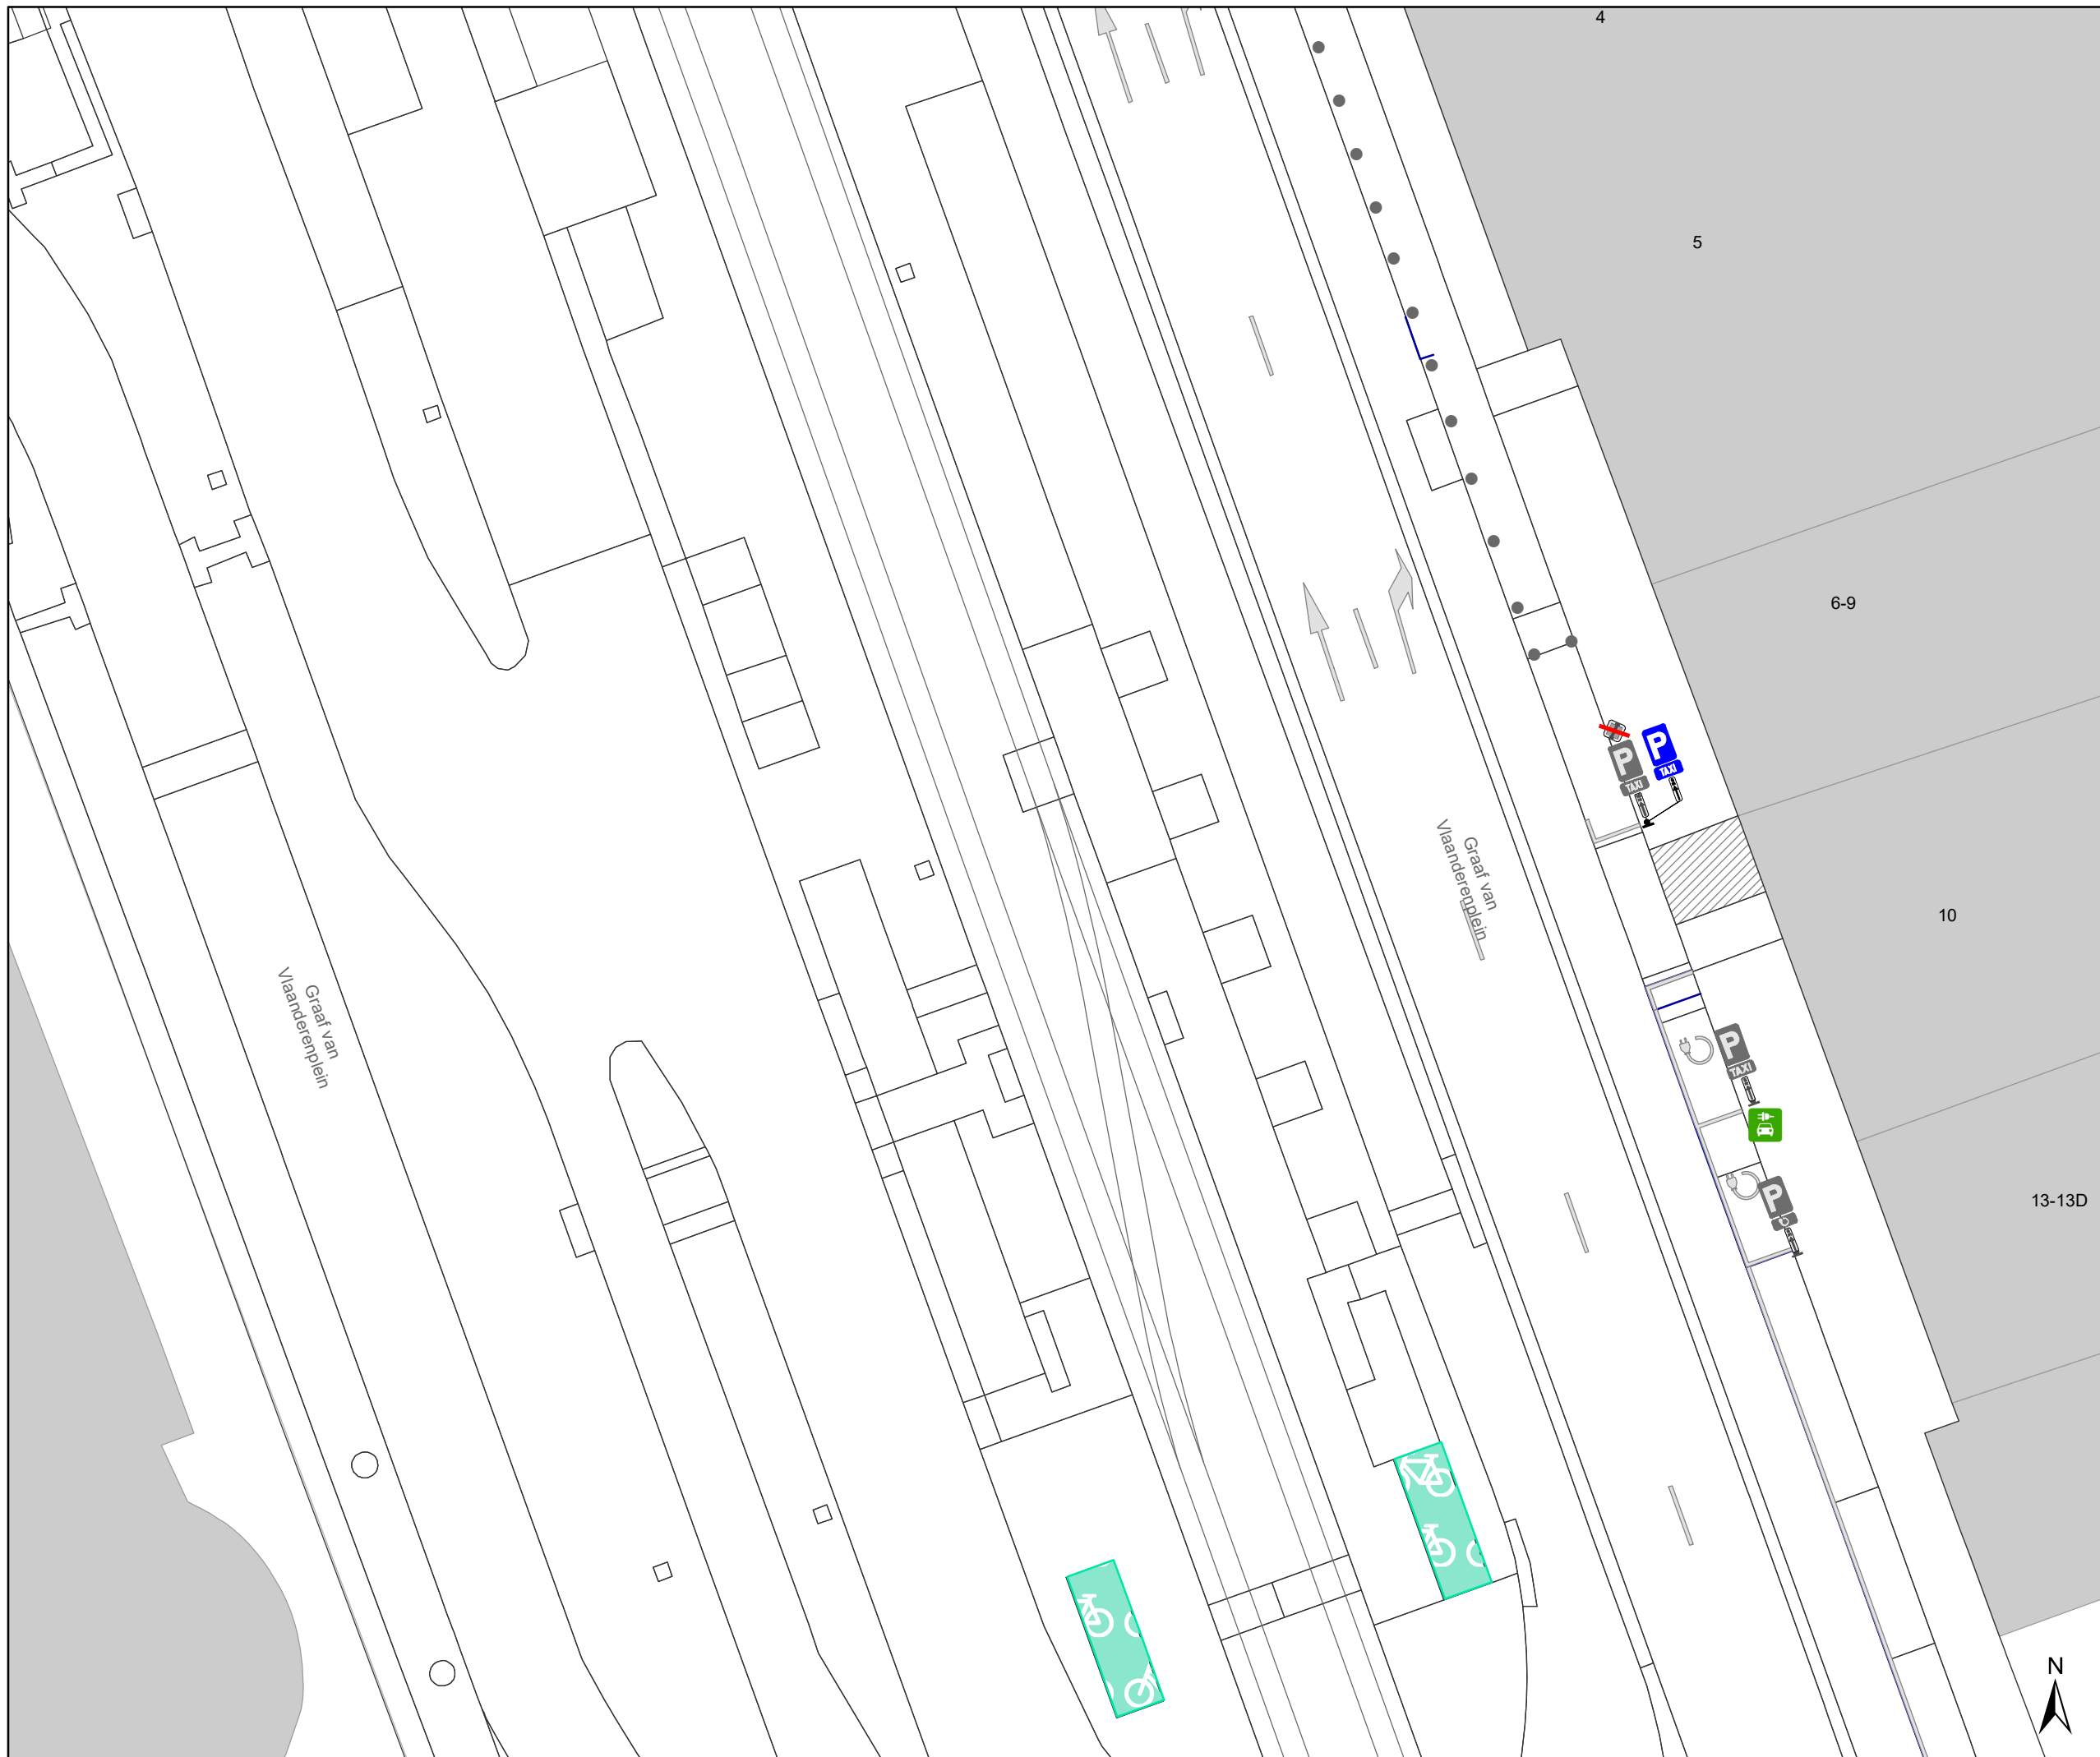 4
5
6-9
P
P
TAXI
TAXI
Graaf van
Vlaanderenplein
10
Graaf van
Vlaanderenplein
P
TAXI
P
13-13D
N